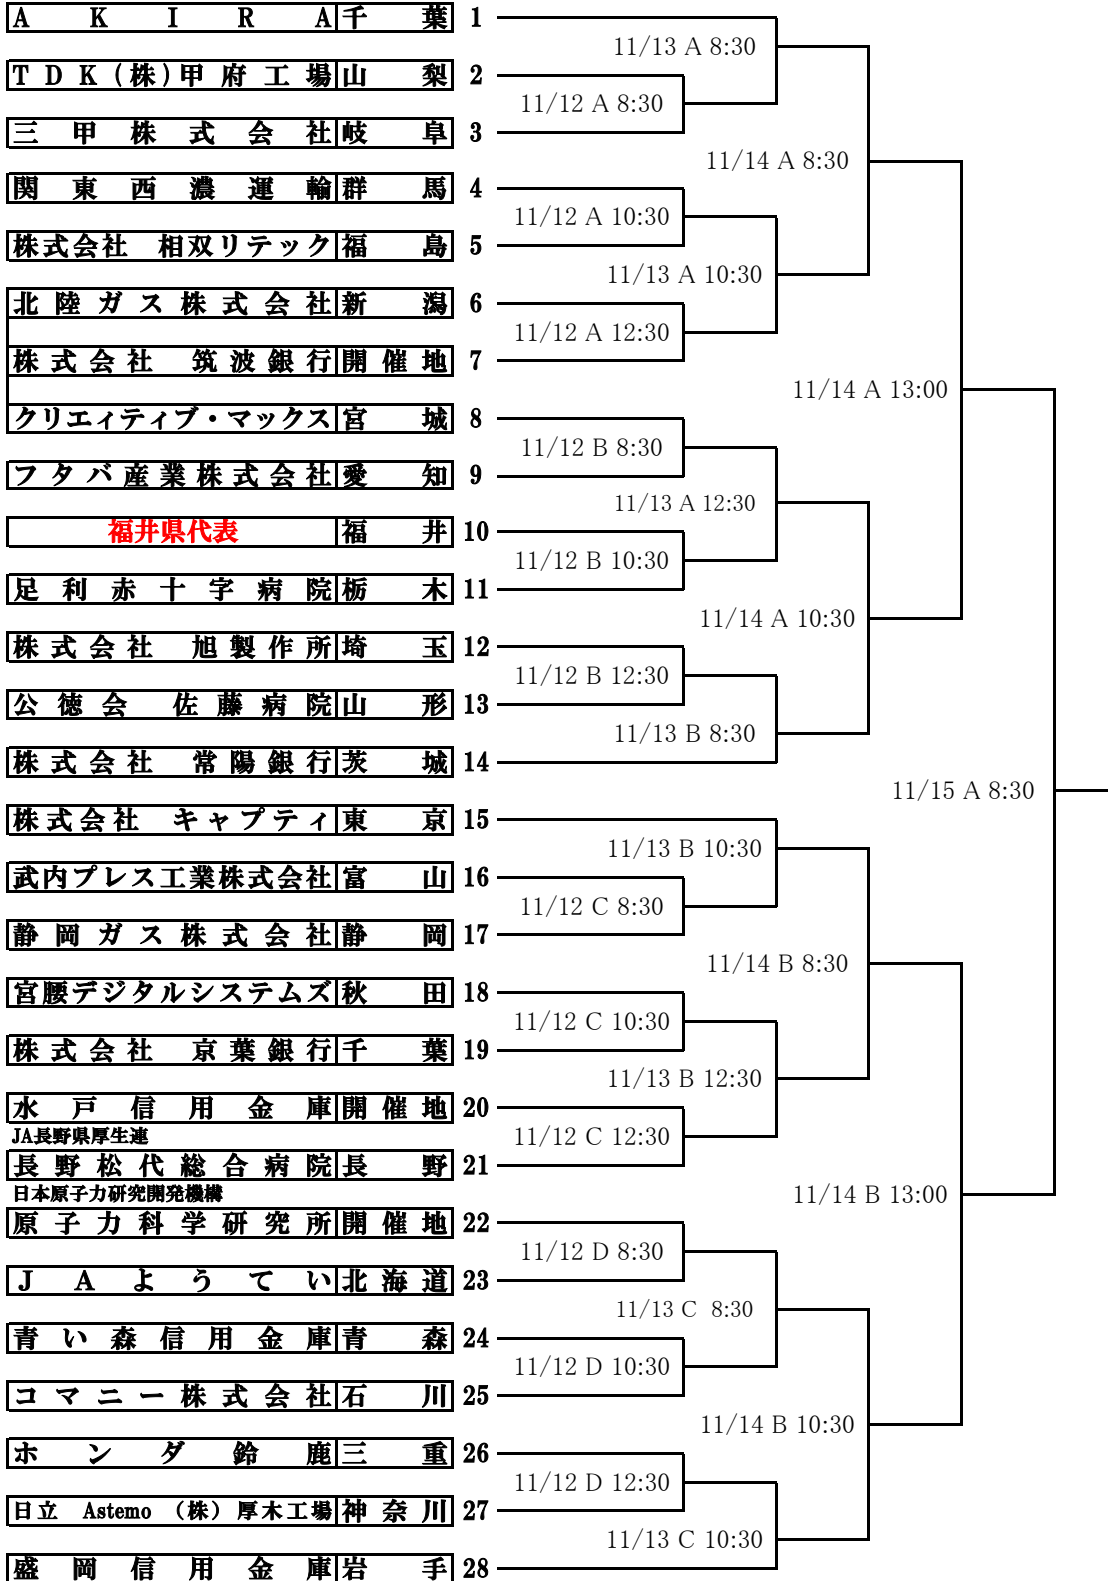 AKIRA 千葉 1
11/13 A 8:30
TDK(株)甲府工場 山梨 2
11/12 A 8:30
三甲株式会社 岐阜 3
11/14 A 8:30
関東西濃運輸 群馬 4
11/12 A 10:30
株式会社 相双リテック 福島 5
11/13 A 10:30
北陸ガス株式会社 新潟 6
11/12 A 12:30
株式会社 筑波銀行 開催地 7
11/14 A 13:00
クリエィティブ・マックス 宮城 8
11/12 B 8:30
フタバ産業株式会社 愛知 9
11/13 A 12:30
福井県代表 福井 10
11/12 B 10:30
足利赤十字病院 栃木 11
11/14 A 10:30
株式会社 旭製作所 埼玉 12
11/12 B 12:30
公徳会 佐藤病院 山形 13
11/13 B 8:30
株式会社 常陽銀行 茨城 14
11/15 A 8:30
株式会社 キャプティ 東京 15
11/13 B 10:30
武内プレス工業株式会社 富山 16
11/12 C 8:30
静岡ガス株式会社 静岡 17
11/14 B 8:30
宮腰デジタルシステムズ 秋田 18
11/12 C 10:30
株式会社 京葉銀行 千葉 19
11/13 B 12:30
水戸信用金庫 開催地 20
JA長野県厚生連
11/12 C 12:30
長野松代総合病院 長野 21
日本原子力研究開発機構
11/14 B 13:00
原子力科学研究所 開催地 22
11/12 D 8:30
JAようてい 北海道 23
11/13 C 8:30
青い森信用金庫 青森 24
11/12 D 10:30
コマニー株式会社 石川 25
11/14 B 10:30
ホンダ鈴鹿 三重 26
11/12 D 12:30
日立 Astemo (株)厚木工場 神奈川 27
11/13 C 10:30
盛岡信用金庫 岩手 28